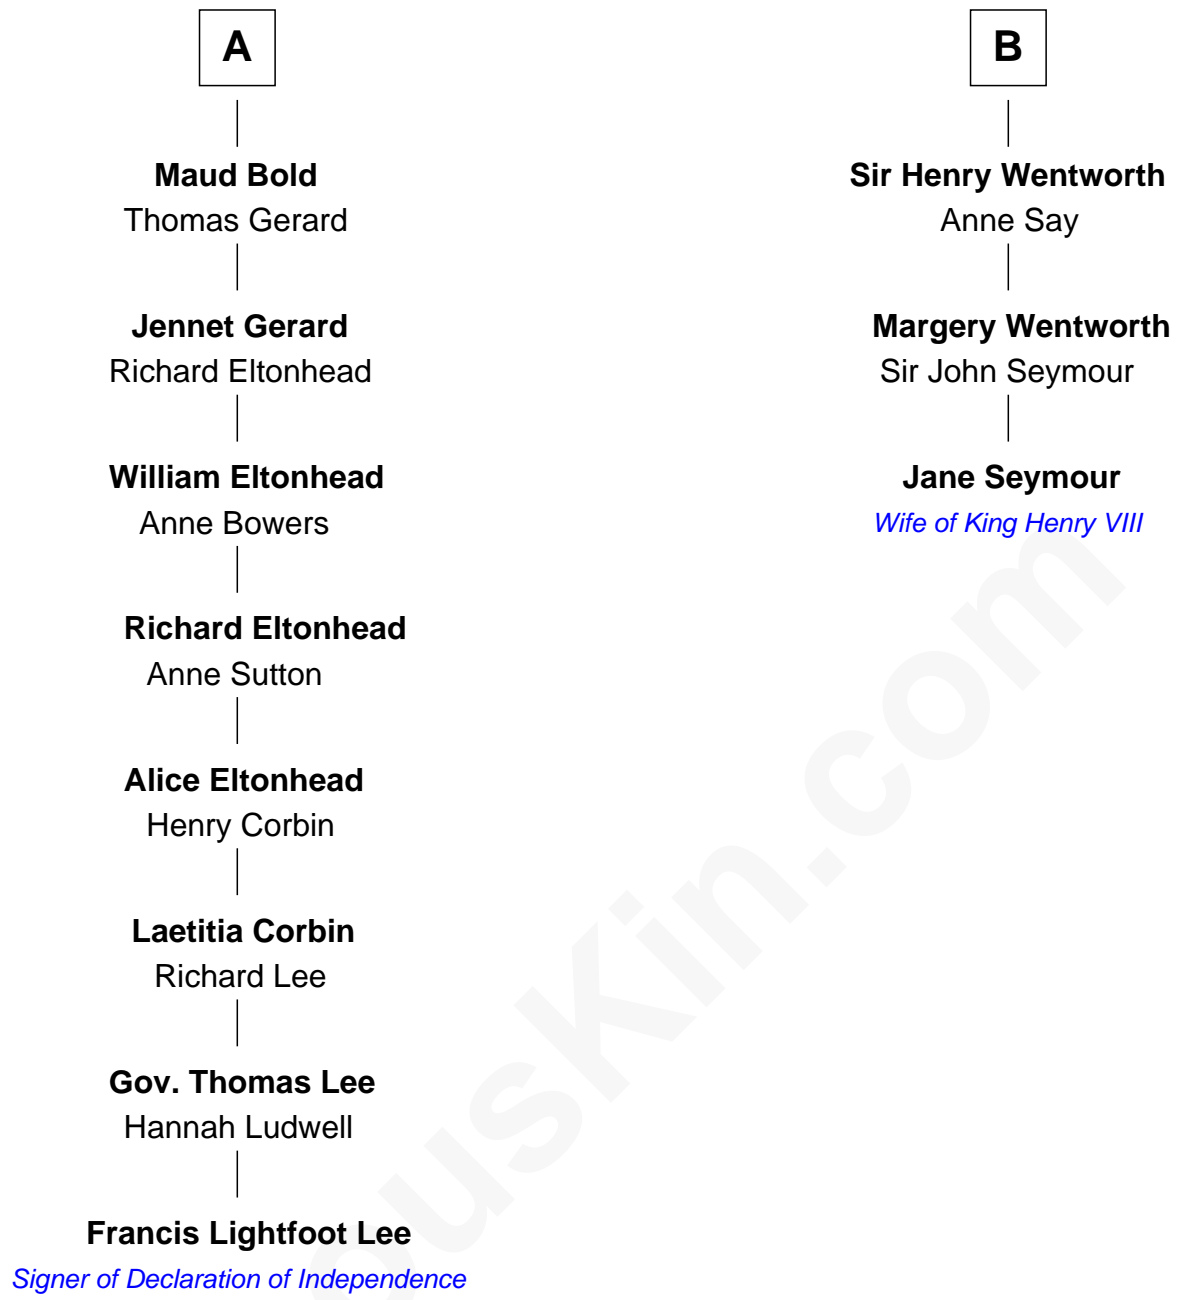 A
Maud Bold
Thomas Gerard
Jennet Gerard
Richard Eltonhead
William Eltonhead
Anne Bowers
Richard Eltonhead
Anne Sutton
Alice Eltonhead
Henry Corbin
Laetitia Corbin
Richard Lee
Gov. Thomas Lee
Hannah Ludwell
Francis Lightfoot Lee
Signer of Declaration of Independence
B
Sir Henry Wentworth
Anne Say
Margery Wentworth
Sir John Seymour
Jane Seymour
Wife of King Henry VIII
ousKin.com